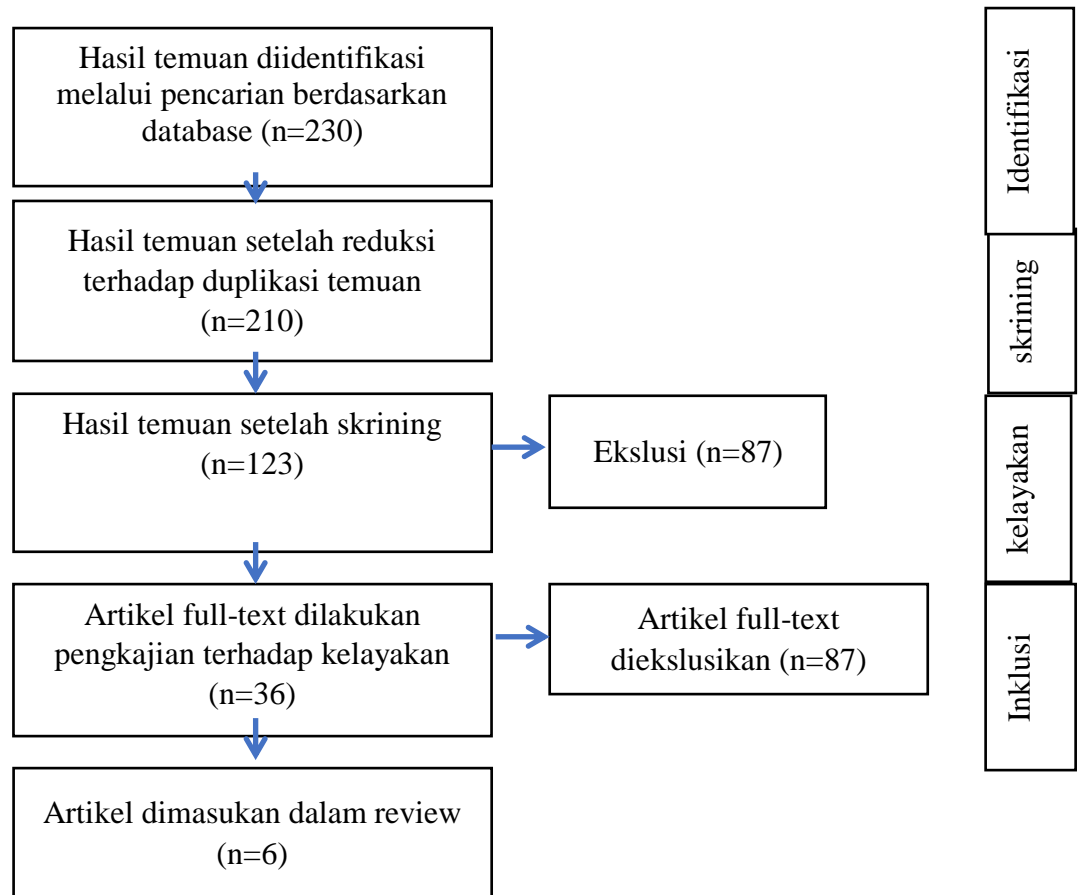 Hasil temuan diidentifikasi
melalui pencarian berdasarkan
database (n=230)
Hasil temuan setelah reduksi
terhadap duplikasi temuan
(n=210)
Hasil temuan setelah skrining
(n=123)
Ekslusi (n=87)
Artikel full-text dilakukan
pengkajian terhadap kelayakan
(n=36)
Artikel full-text
diekslusikan (n=87)
Artikel dimasukan dalam review
(n=6)
Identifikasi
skrining
kelayakan
Inklusi